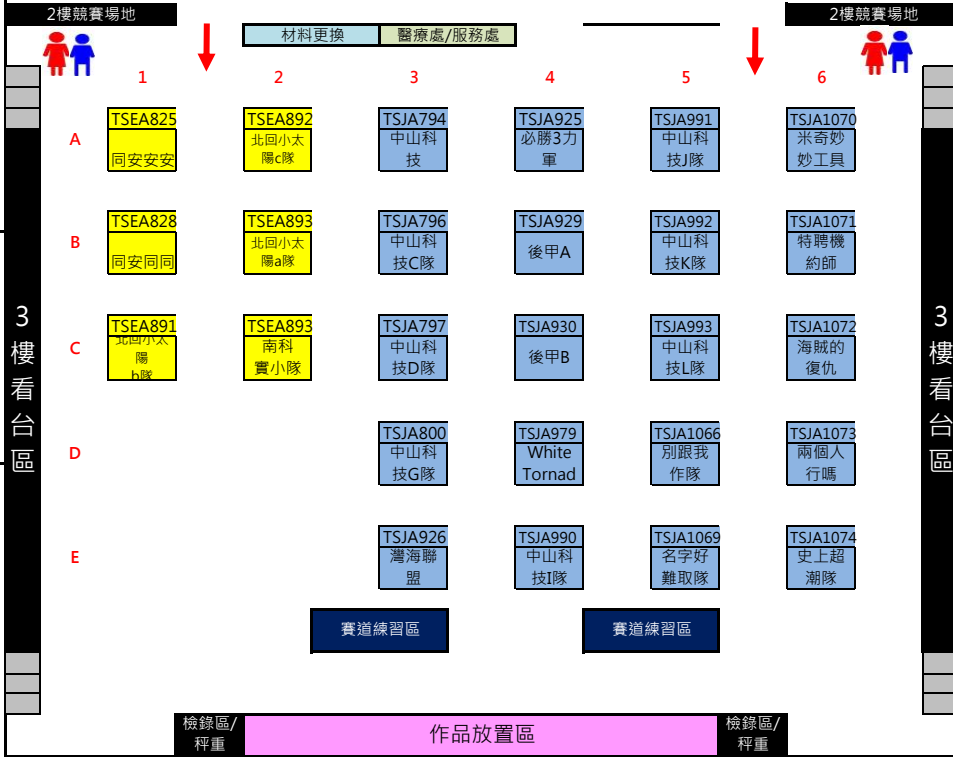 2樓競賽場地
2樓競賽場地
材料更換
醫療處/服務處
1
2
3
4
5
6
A
TSEA825
同安安安
TSEA892
北回小太
陽c隊
TSJA794
中山科
技
TSJA925
必勝3力
軍
TSJA991
中山科
技J隊
TSJA1070
米奇妙
妙工具
B
TSEA828
同安同同
TSEA893
北回小太
陽a隊
TSJA796
中山科
技C隊
TSJA929
後甲A
TSJA992
中山科
技K隊
TSJA1071
特聘機
約師
C
TSEA891
北回小太
陽
b隊
TSEA893
南科
實小隊
TSJA797
中山科
技D隊
TSJA930
後甲B
TSJA993
中山科
技L隊
TSJA1072
海賊的
復仇
D
TSJA800
中山科
技G隊
TSJA979
White
Tornad
TSJA1066
別跟我
作隊
TSJA1073
兩個人
行嗎
E
TSJA926
灣海聯
盟
TSJA990
中山科
技I隊
TSJA1069
名字好
難取隊
TSJA1074
史上超
潮隊
3
樓
看
台
區
3
樓
看
台
區
賽道練習區
賽道練習區
檢錄區/
秤重
作品放置區
檢錄區/
秤重